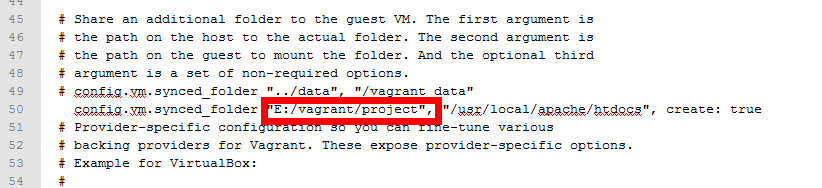 44
45 # Share an additional folder to the guest VM. The first argument is
46 # the path on the host to the actual folder. The second argument is
47 # the path on the guest to mount the folder. And the optional third
48 # argument is a set of non-required options.
49 # config.vm.synced_folder "../data", "/vagrant_data"
50 config.vm.synced_folder "E:/vagrant/project", "/usr/local/apache/htdocs", create: true
51 # Provider-specific configuration so you can fine-tune various
52 # backing providers for Vagrant. These expose provider-specific options.
53 # Example for VirtualBox:
54 #